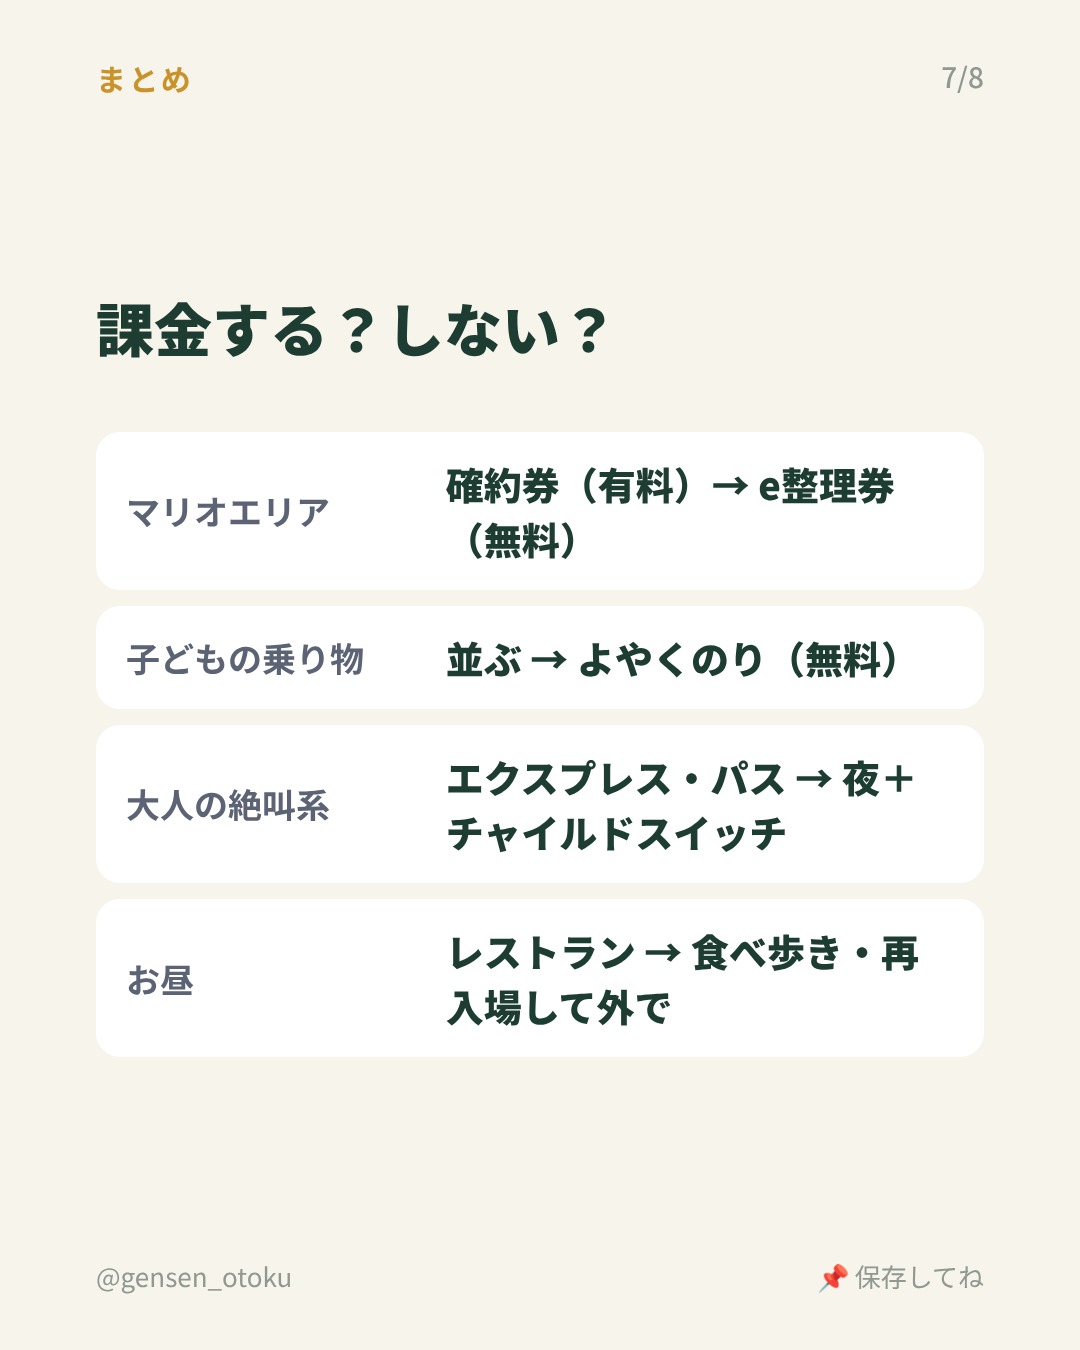 まとめ
7/8
課金する？しない？
マリオエリア
確約券（有料）→ e整理券
（無料）
子どもの乗り物
並ぶ → よやくのり（無料）
大人の絶叫系
エクスプレス・パス → 夜＋
チャイルドスイッチ
お昼
レストラン → 食べ歩き・再
入場して外で
@gensen_otoku
📌 保存してね